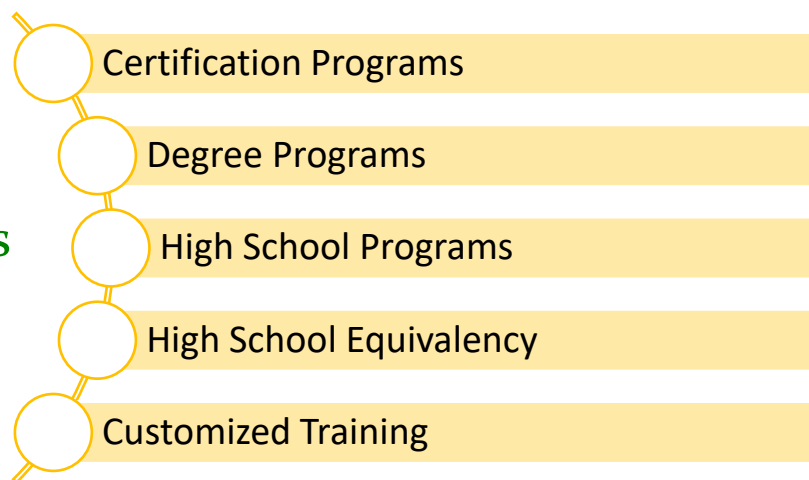 Certification Programs
Degree Programs
s
High School Programs
High School Equivalency
Customized Training